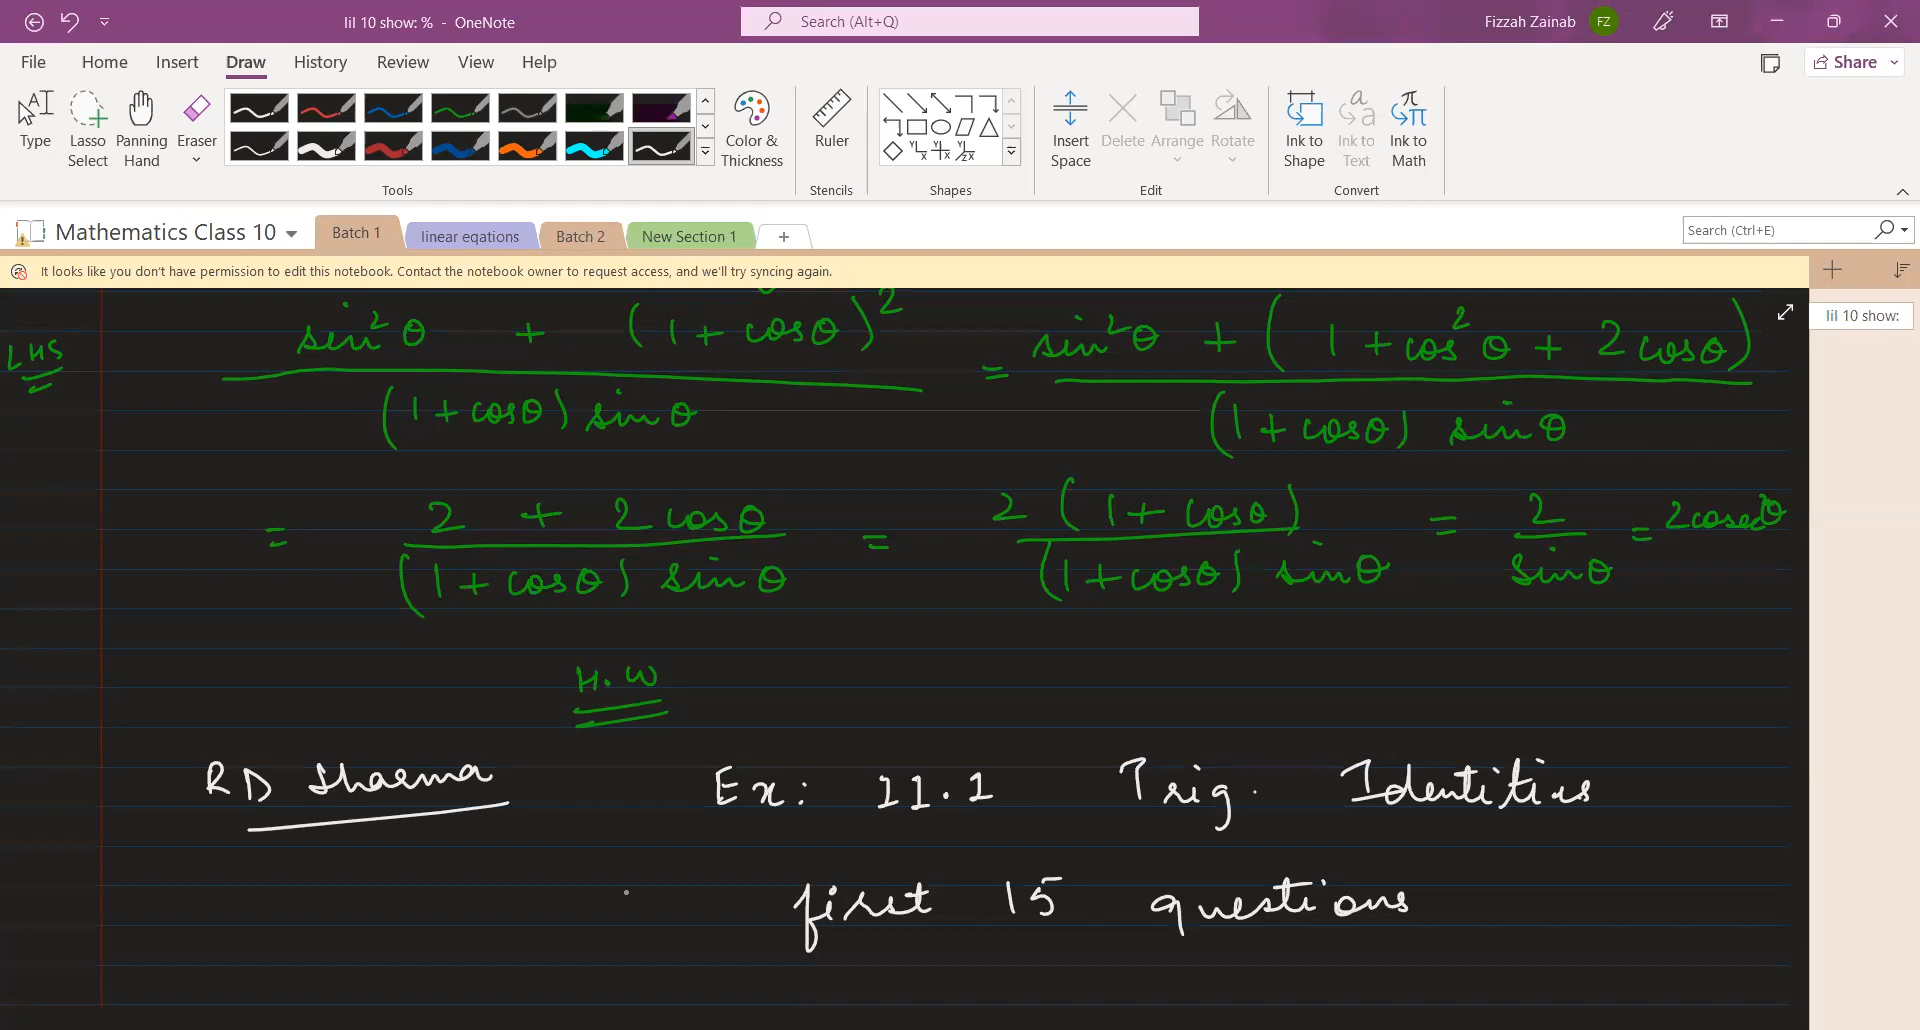 lil 10 show: % - OneNote
Search (Alt+Q)
Fizzah Zainab
FZ
File Home Insert Draw History Review View Help
Share
Type
Lasso Select
Panning Hand
Eraser
Color & Thickness
Ruler
Insert Space
Delete
Arrange
Rotate
Ink to Shape
Ink to Text
Ink to Math
Tools
Stencils
Shapes
Edit
Convert
Mathematics Class 10
Batch 1
linear eqations
Batch 2
New Section 1
+
Search (Ctrl+E)
It looks like you don't have permission to edit this notebook. Contact the notebook owner to request access, and we'll try syncing again.
lil 10 show:
LHS
sin²θ + (1 + cosθ)² / (1 + cosθ) sinθ = sin²θ + (1 + cos²θ + 2cosθ) / (1 + cosθ) sinθ
= 2 + 2cosθ / (1 + cosθ) sinθ = 2(1 + cosθ) / (1 + cosθ) sinθ = 2 / sinθ = 2cosecθ
H.W
RD Sharma Ex: 11.1 Trig. Identities
first 15 questions